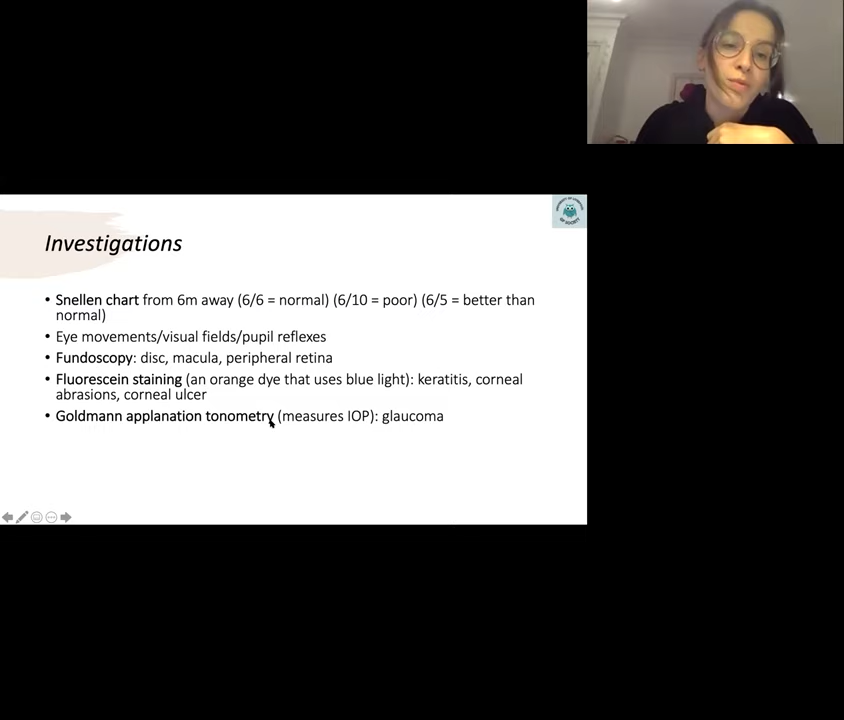 Investigations
• Snellen chart from 6m away (6/6 = normal) (6/10 = poor) (6/5 = better than
normal)
• Eye movements/visual fields/pupil reflexes
• Fundoscopy: disc, macula, peripheral retina
• Fluorescein staining (an orange dye that uses blue light): keratitis, corneal
abrasions, corneal ulcer
• Goldmann applanation tonometry (measures IOP): glaucoma